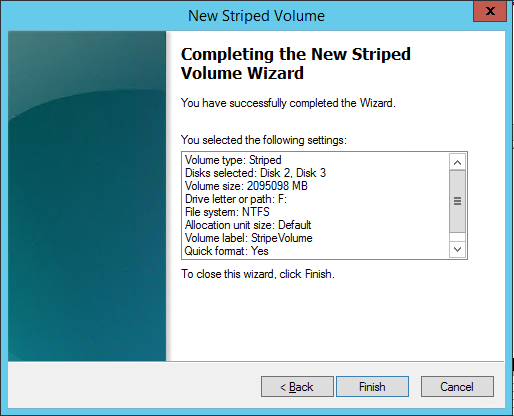 New Striped Volume
X
Completing the New Striped
Volume Wizard
You have successfully completed the Wizard.
You selected the following settings:
Volume type: Striped
Disks selected: Disk 2, Disk 3
Volume size: 2095098 MB
Drive letter or path: F:
File system: NTFS
Allocation unit size: Default
Volume label: StripeVolume
Quick format: Yes
To close this wizard, click Finish.
< Back
Finish
Cancel